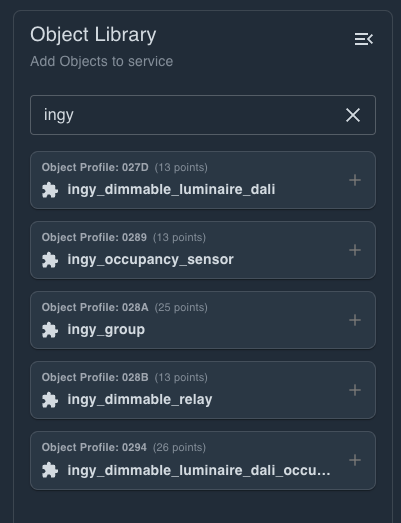 Object Library
Add Objects to service
ingy
Object Profile: 027D (13 points)
ingy_dimmable_luminaire_dali
Object Profile: 0289 (13 points)
ingy_occupancy_sensor
Object Profile: 028A (25 points)
ingy_group
Object Profile: 028B (13 points)
ingy_dimmable_relay
Object Profile: 0294 (26 points)
ingy_dimmable_luminaire_dali_occu...